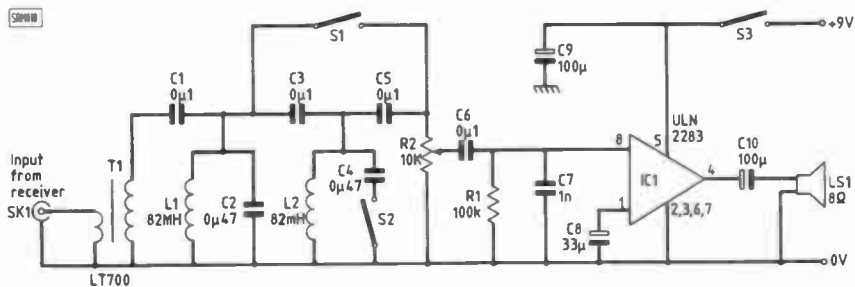 S1
S3
+9V
C9
100µ
C1
0µ1
C3
0µ1
C5
0µ1
C6
0µ1
ULN
2283
R2
10K
8
5
C10
100µ
Input
from
receiver
SK1
T1
L1
82MH
C2
0µ47
L2
82mH
C4
0µ47
S2
R1
100k
C7
1n
IC1
4
LS1
8Ω
1
C8
33µ
2,3,6,7
0V
LT700